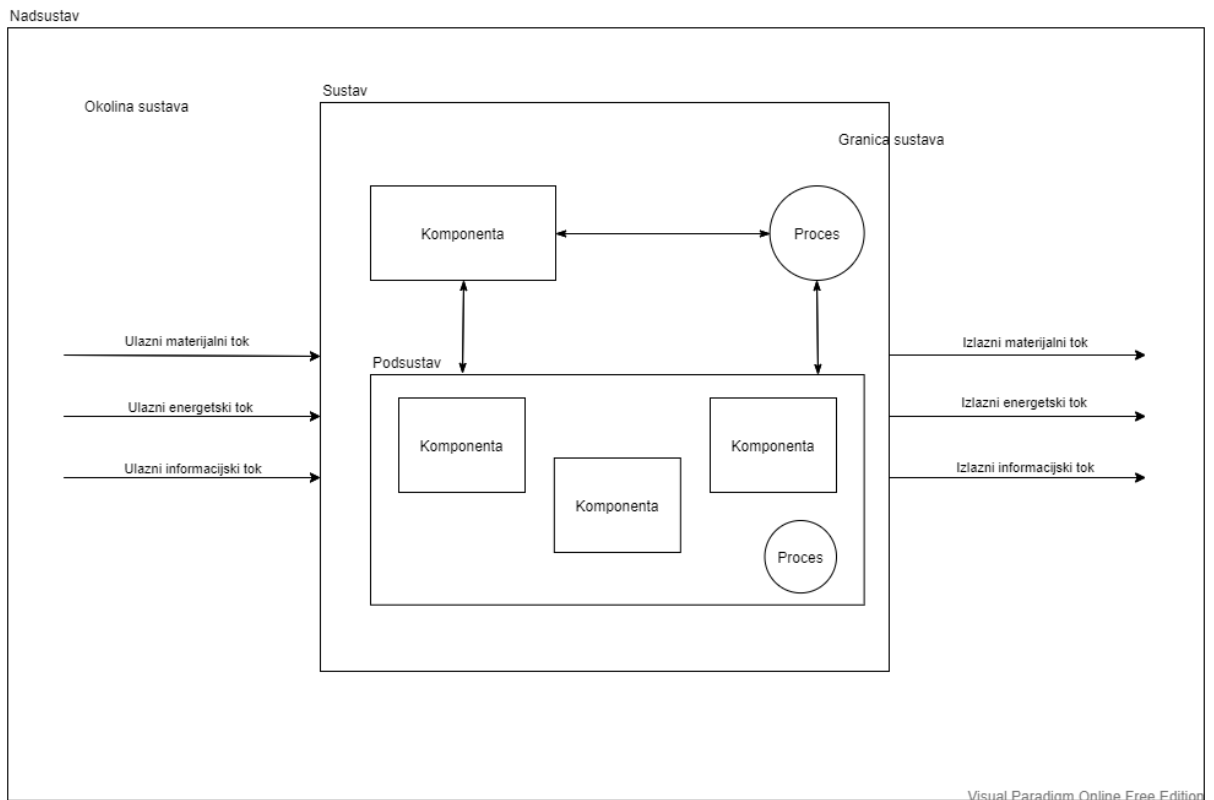 Nadsustav
Sustav
Okolina sustava
Granica sustava
Komponenta
Proces
Ulazni materijalni tok
Izlazni materijalni tok
Podsustav
Ulazni energetski tok
Izlazni energetski tok
Komponenta
Komponenta
Ulazni informacijski tok
Izlazni informacijski tok
Komponenta
Proces
Visual Paradigm Online Free Edition